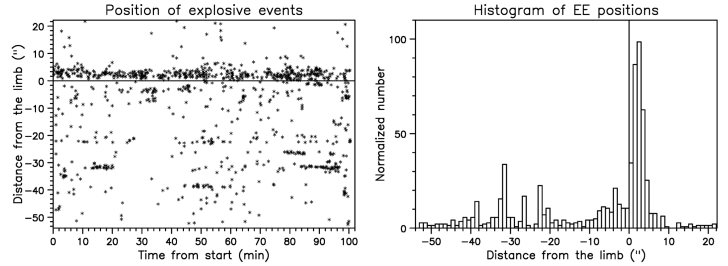 Position of explosive events
Distance from the limb (")
20
10
0
−10
−20
−30
−40
−50
0 10 20 30 40 50 60 70 80 90 100
Time from start (min)
Histogram of EE positions
Normalized number
100
50
0
−50 −40 −30 −20 −10 0 10 20
Distance from the limb (")